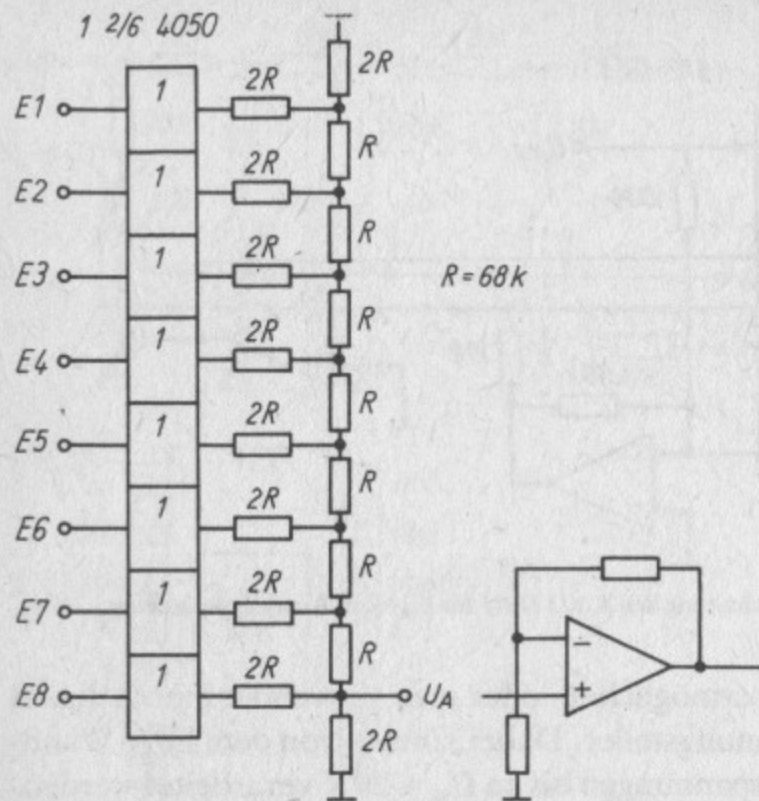 1 2/6 4050
2R
E1 1 2R
R
E2 1 2R
R
E3 1 2R
R = 68k
R
E4 1 2R
R
E5 1 2R
R
E6 1 2R
R
E7 1 2R
R
E8 1 2R
U_A
2R
−
+